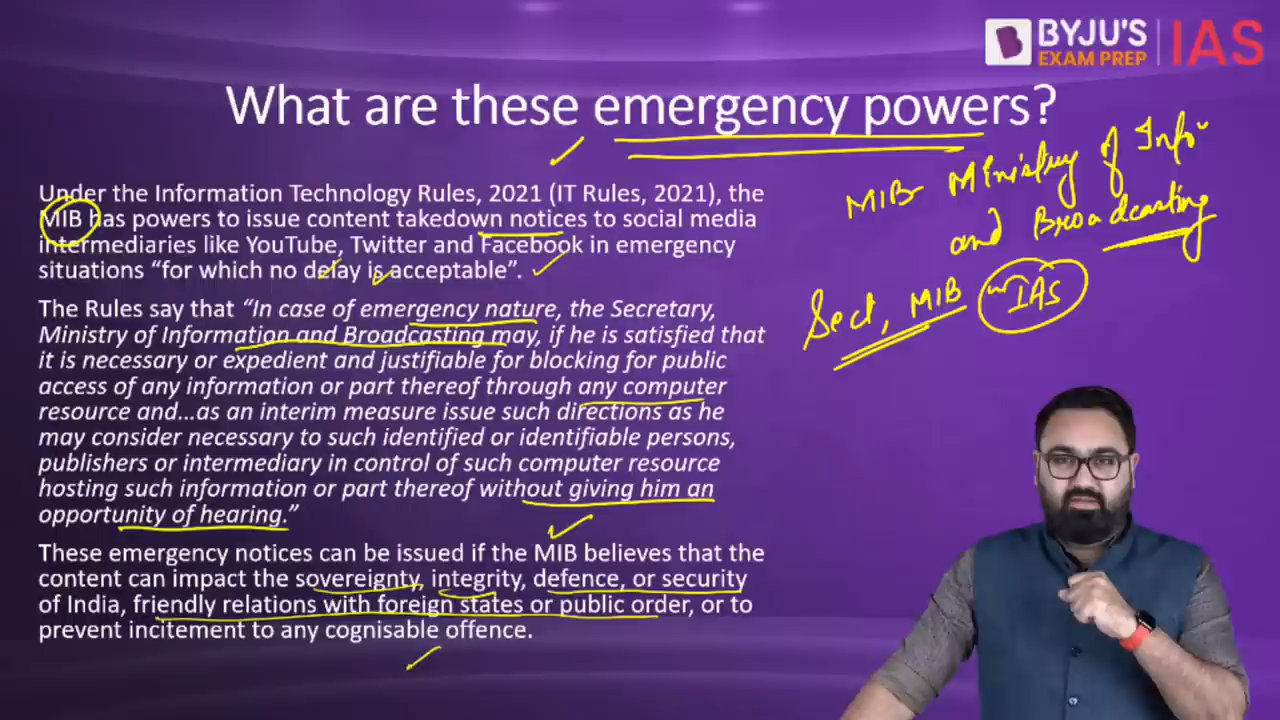 BYJU'S
EXAM PREP
IAS
What are these emergency powers?
Under the Information Technology Rules, 2021 (IT Rules, 2021), the
MIB has powers to issue content takedown notices to social media
intermediaries like YouTube, Twitter and Facebook in emergency
situations “for which no delay is acceptable”.
The Rules say that “In case of emergency nature, the Secretary,
Ministry of Information and Broadcasting may, if he is satisfied that
it is necessary or expedient and justifiable for blocking for public
access of any information or part thereof through any computer
resource and…as an interim measure issue such directions as he
may consider necessary to such identified or identifiable persons,
publishers or intermediary in control of such computer resource
hosting such information or part thereof without giving him an
opportunity of hearing.”
These emergency notices can be issued if the MIB believes that the
content can impact the sovereignty, integrity, defence, or security
of India, friendly relations with foreign states or public order, or to
prevent incitement to any cognisable offence.
MIB- Ministry of Info-
and Broadcasting
Sect, MIB
IAS